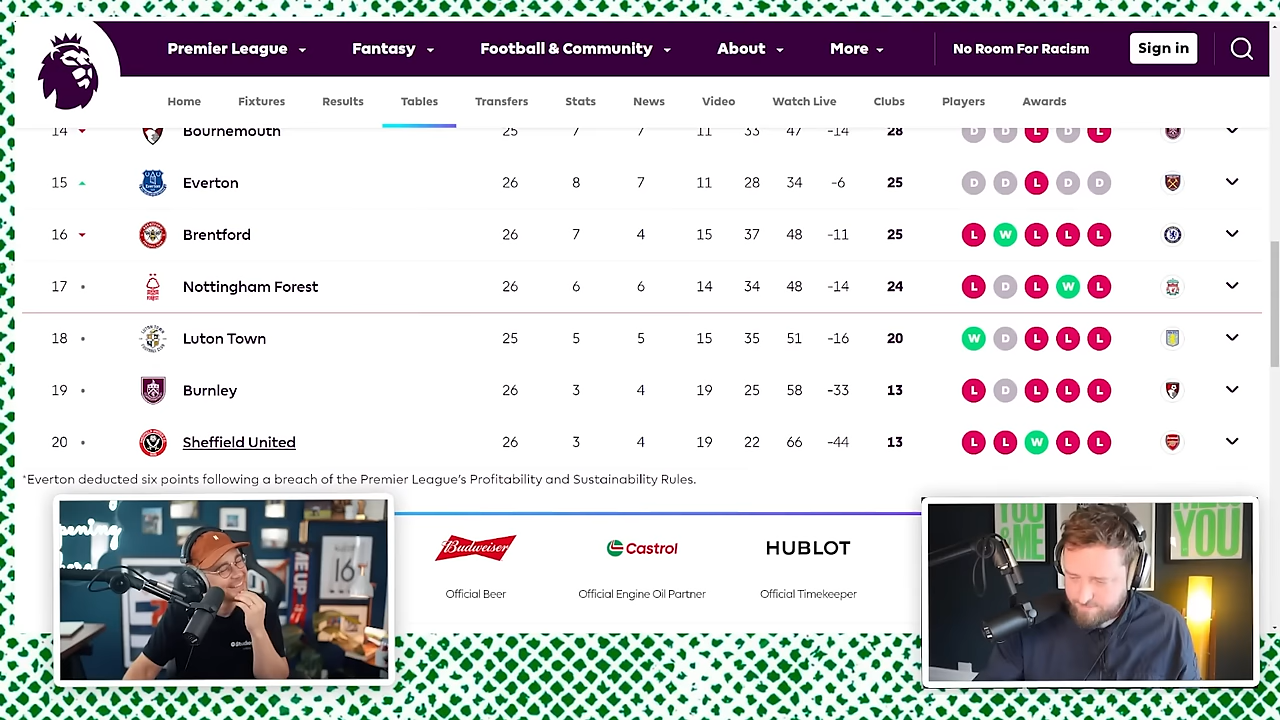 Premier League Fantasy Football & Community About More No Room For Racism Sign in
Home Fixtures Results Tables Transfers Stats News Video Watch Live Clubs Players Awards
14 Bournemouth 25 7 7 11 33 47 -14 28 D D L D L
15 Everton 26 8 7 11 28 34 -6 25 D D L D D
16 Brentford 26 7 4 15 37 48 -11 25 L W L L L
17 Nottingham Forest 26 6 6 14 34 48 -14 24 L D L W L
18 Luton Town 25 5 5 15 35 51 -16 20 W D L L L
19 Burnley 26 3 4 19 25 58 -33 13 L D L L L
20 Sheffield United 26 3 4 19 22 66 -44 13 L L W L L
*Everton deducted six points following a breach of the Premier League's Profitability and Sustainability Rules.
Budweiser Castrol HUBLOT
Official Beer Official Engine Oil Partner Official Timekeeper
YOU
& ME
YOU
ME UP
16